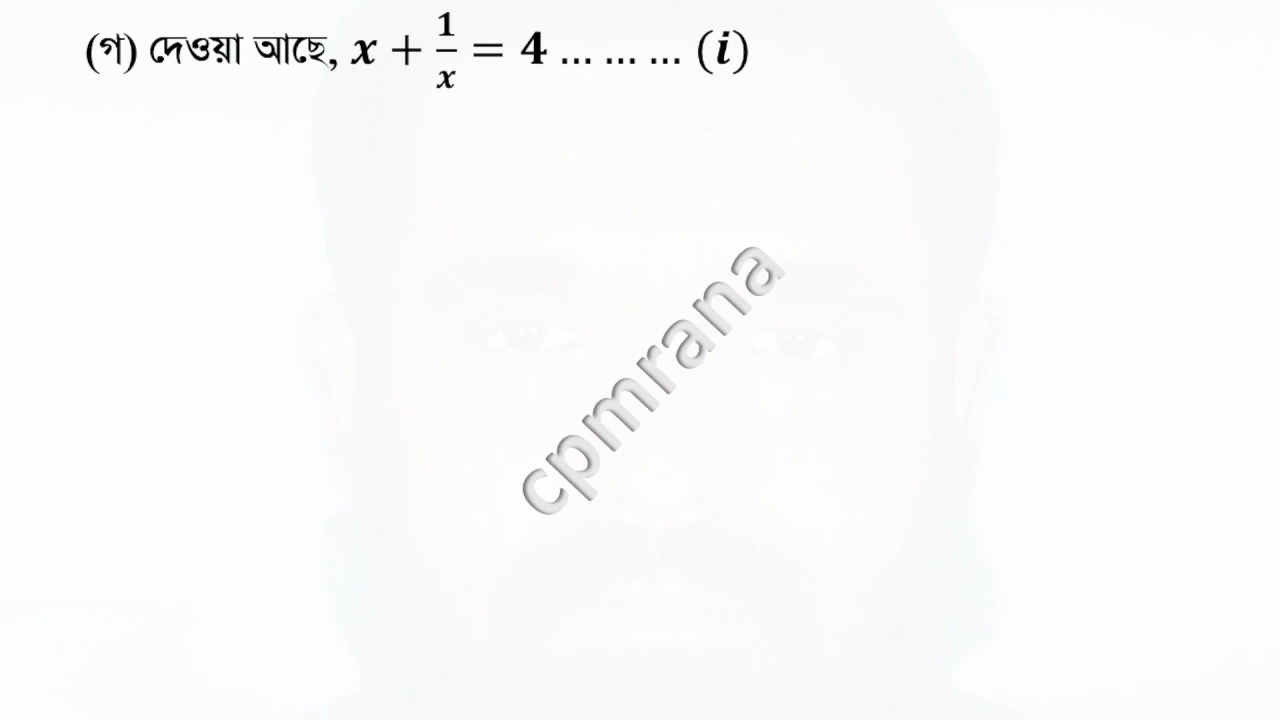 (গ) দেওয়া আছে, x + 1/x = 4 ... ... ... (i)
cpmrana